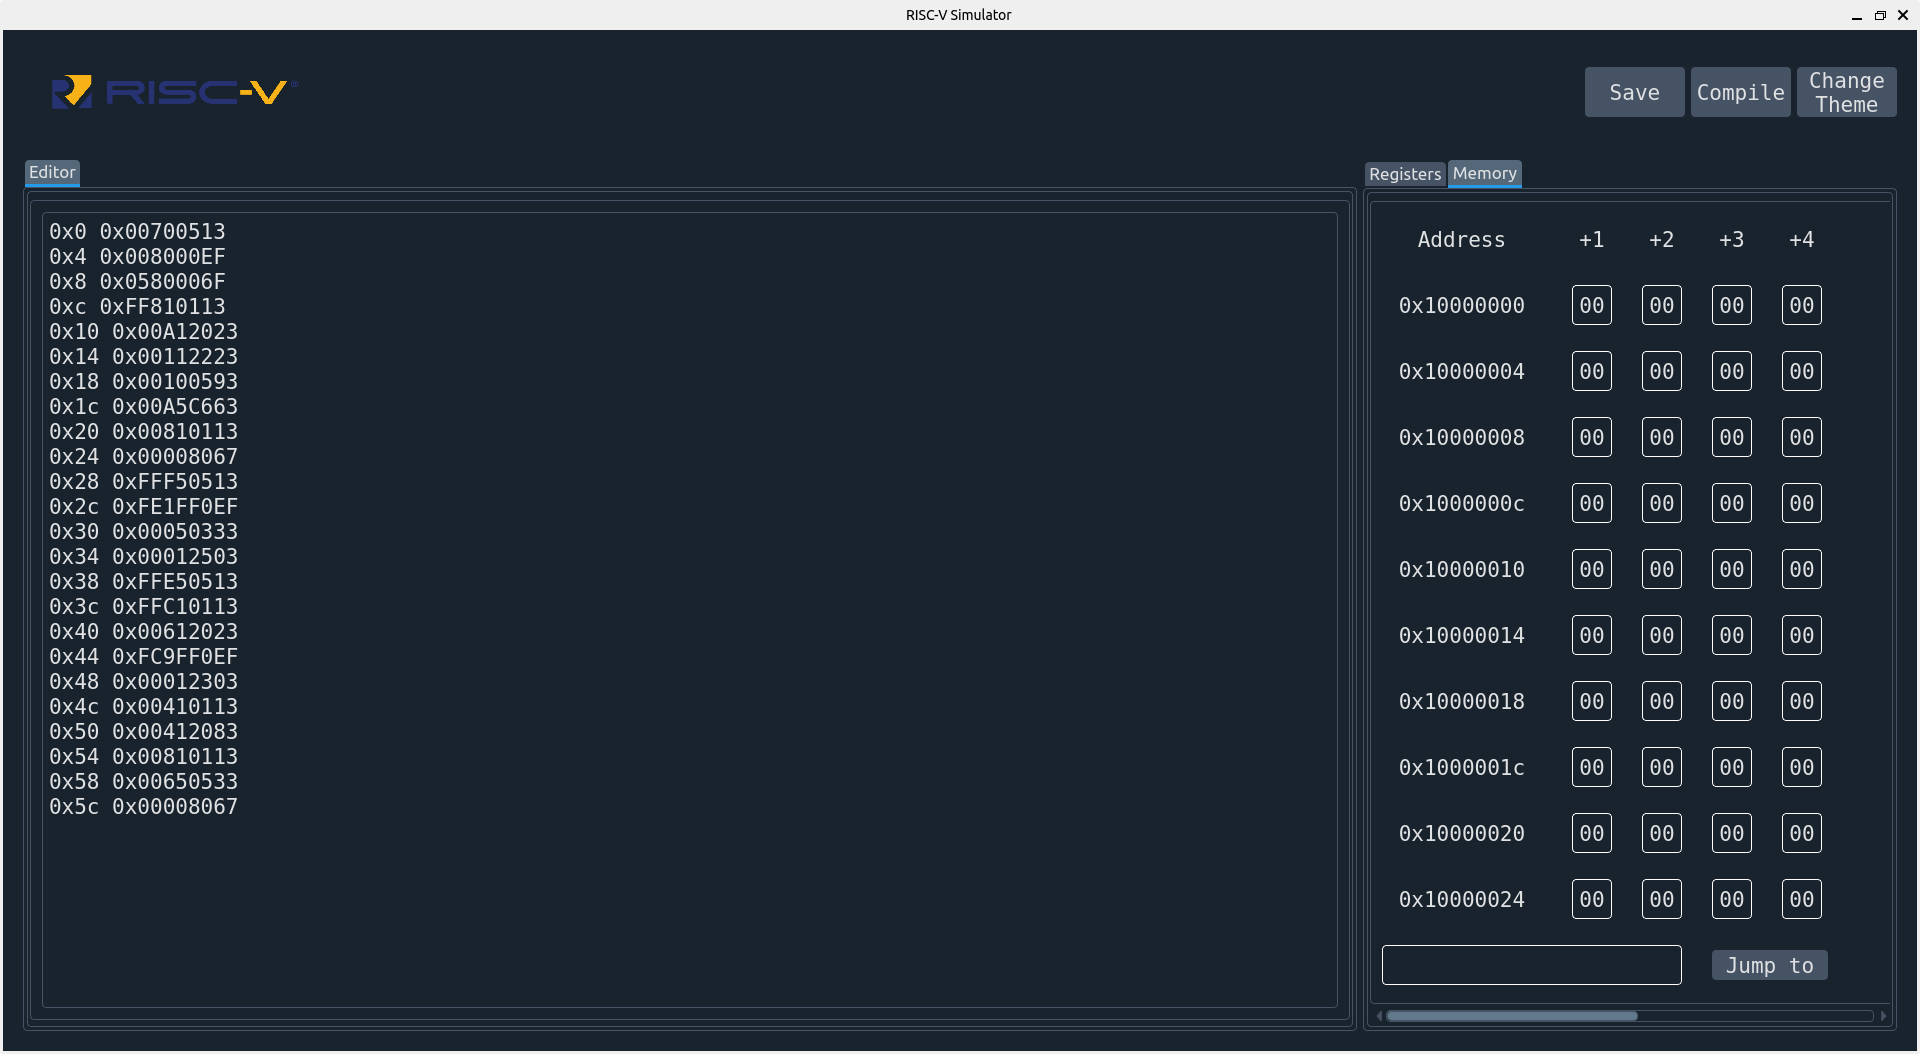 RISC-V Simulator
RISC-V®
Save
Compile
Change
Theme
Editor
Registers
Memory
0x0 0x00700513
0x4 0x008000EF
0x8 0x0580006F
0xc 0xFF810113
0x10 0x00A12023
0x14 0x00112223
0x18 0x00100593
0x1c 0x00A5C663
0x20 0x00810113
0x24 0x00008067
0x28 0xFFF50513
0x2c 0xFE1FF0EF
0x30 0x00050333
0x34 0x00012503
0x38 0xFFE50513
0x3c 0xFFC10113
0x40 0x00612023
0x44 0xFC9FF0EF
0x48 0x00012303
0x4c 0x00410113
0x50 0x00412083
0x54 0x00810113
0x58 0x00650533
0x5c 0x00008067
Address +1 +2 +3 +4
0x10000000 00 00 00 00
0x10000004 00 00 00 00
0x10000008 00 00 00 00
0x1000000c 00 00 00 00
0x10000010 00 00 00 00
0x10000014 00 00 00 00
0x10000018 00 00 00 00
0x1000001c 00 00 00 00
0x10000020 00 00 00 00
0x10000024 00 00 00 00
Jump to